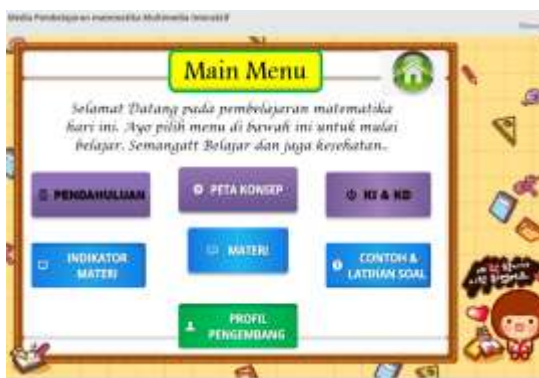 Media Pembelajaran matematika Multimedia Interaktif
Main Menu
Selamat Datang pada pembelajaran matematika
hari ini. Ayo pilih menu di bawah ini untuk mulai
belajar. Semangatt Belajar dan jaga kesehatan..
PENDAHULUAN
PETA KONSEP
KI & KD
INDIKATOR
MATERI
MATERI
CONTOH &
LATIHAN SOAL
PROFIL
PENGEMBANG